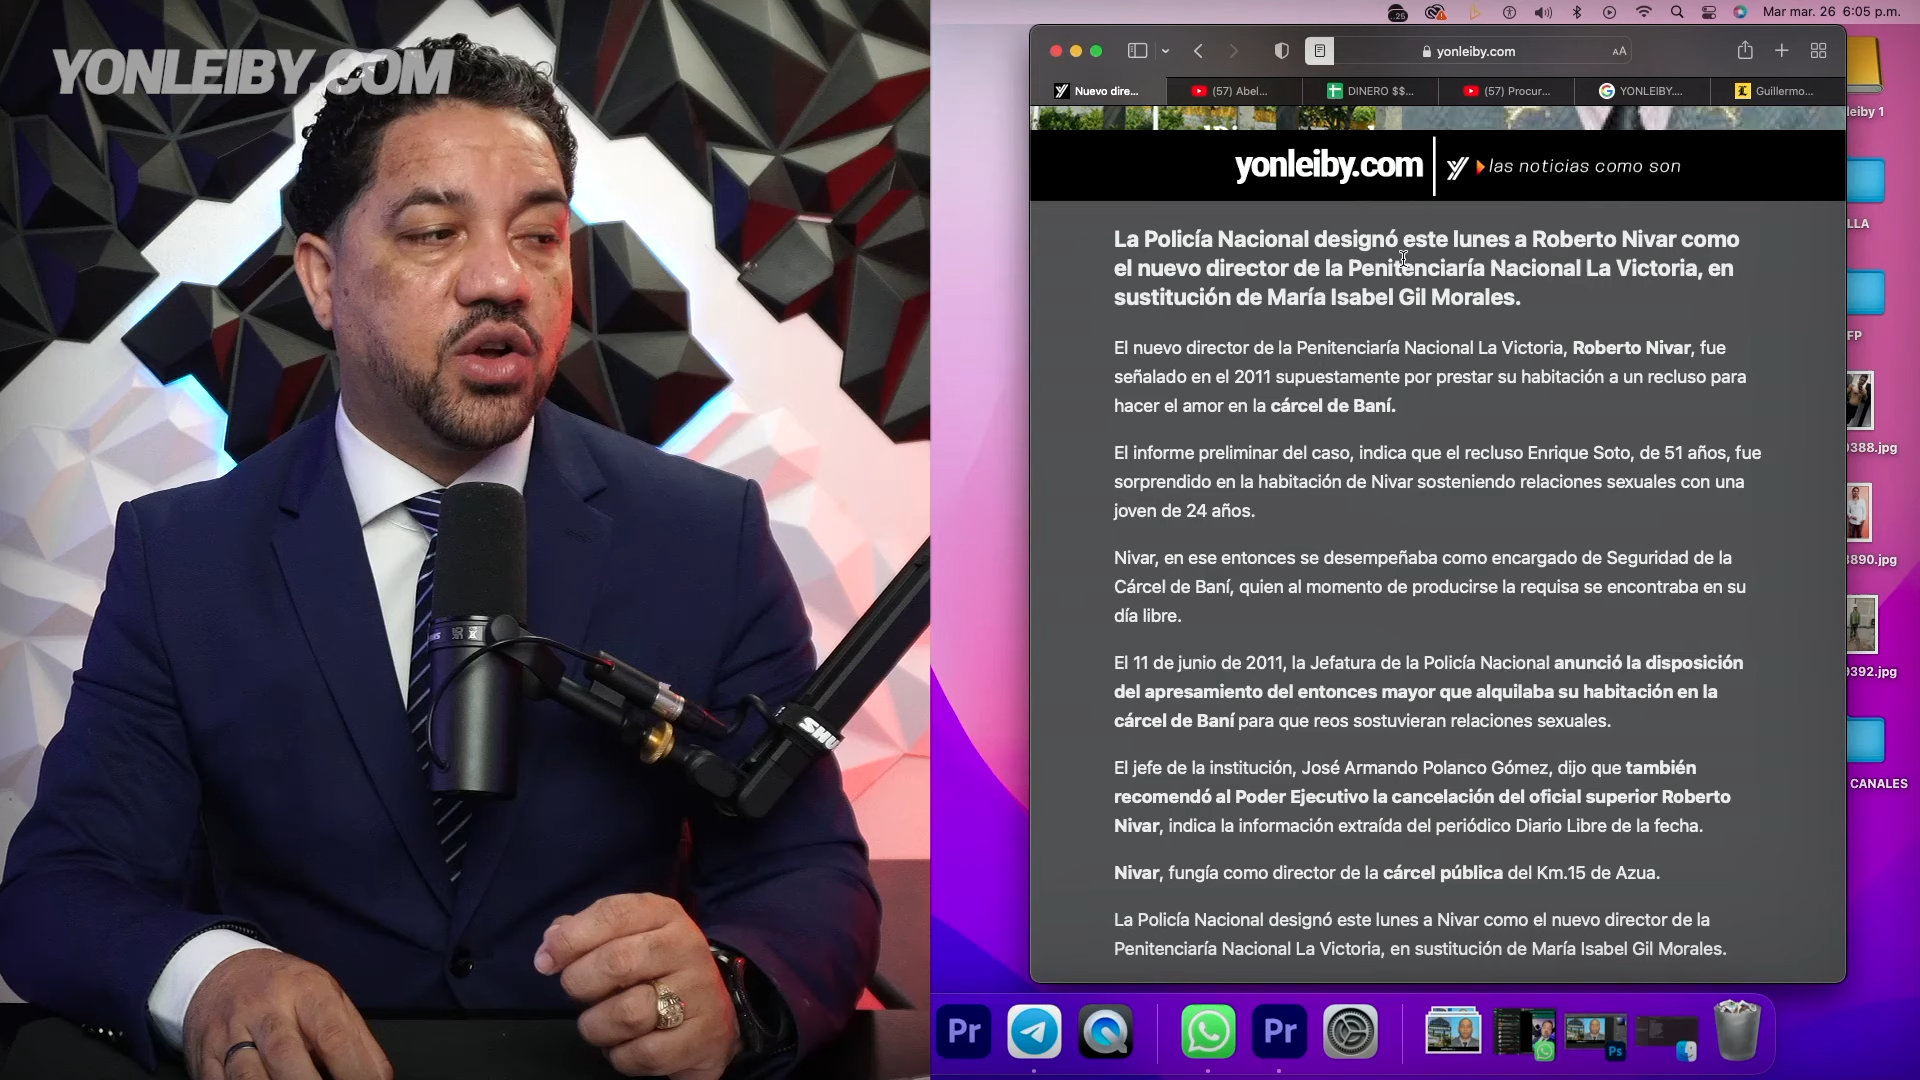 YONLEIBY.COM
Mar mar. 26 6:05 p.m.
yonleiby.com
Nuevo dire...
(57) Abel...
DINERO $$...
(57) Procur...
YONLEIBY....
Guillermo...
yonleiby.com
las noticias como son
La Policía Nacional designó este lunes a Roberto Nivar como
el nuevo director de la Penitenciaría Nacional La Victoria, en
sustitución de María Isabel Gil Morales.
El nuevo director de la Penitenciaría Nacional La Victoria, Roberto Nivar, fue
señalado en el 2011 supuestamente por prestar su habitación a un recluso para
hacer el amor en la cárcel de Baní.
El informe preliminar del caso, indica que el recluso Enrique Soto, de 51 años, fue
sorprendido en la habitación de Nivar sosteniendo relaciones sexuales con una
joven de 24 años.
Nivar, en ese entonces se desempeñaba como encargado de Seguridad de la
Cárcel de Baní, quien al momento de producirse la requisa se encontraba en su
día libre.
El 11 de junio de 2011, la Jefatura de la Policía Nacional anunció la disposición
del apresamiento del entonces mayor que alquilaba su habitación en la
cárcel de Baní para que reos sostuvieran relaciones sexuales.
El jefe de la institución, José Armando Polanco Gómez, dijo que también
recomendó al Poder Ejecutivo la cancelación del oficial superior Roberto
Nivar, indica la información extraída del periódico Diario Libre de la fecha.
Nivar, fungía como director de la cárcel pública del Km.15 de Azua.
La Policía Nacional designó este lunes a Nivar como el nuevo director de la
Penitenciaría Nacional La Victoria, en sustitución de María Isabel Gil Morales.
leiby 1
LLA
FP
0388.jpg
890.jpg
0392.jpg
CANALES
SHU
Pr
Pr
Ps